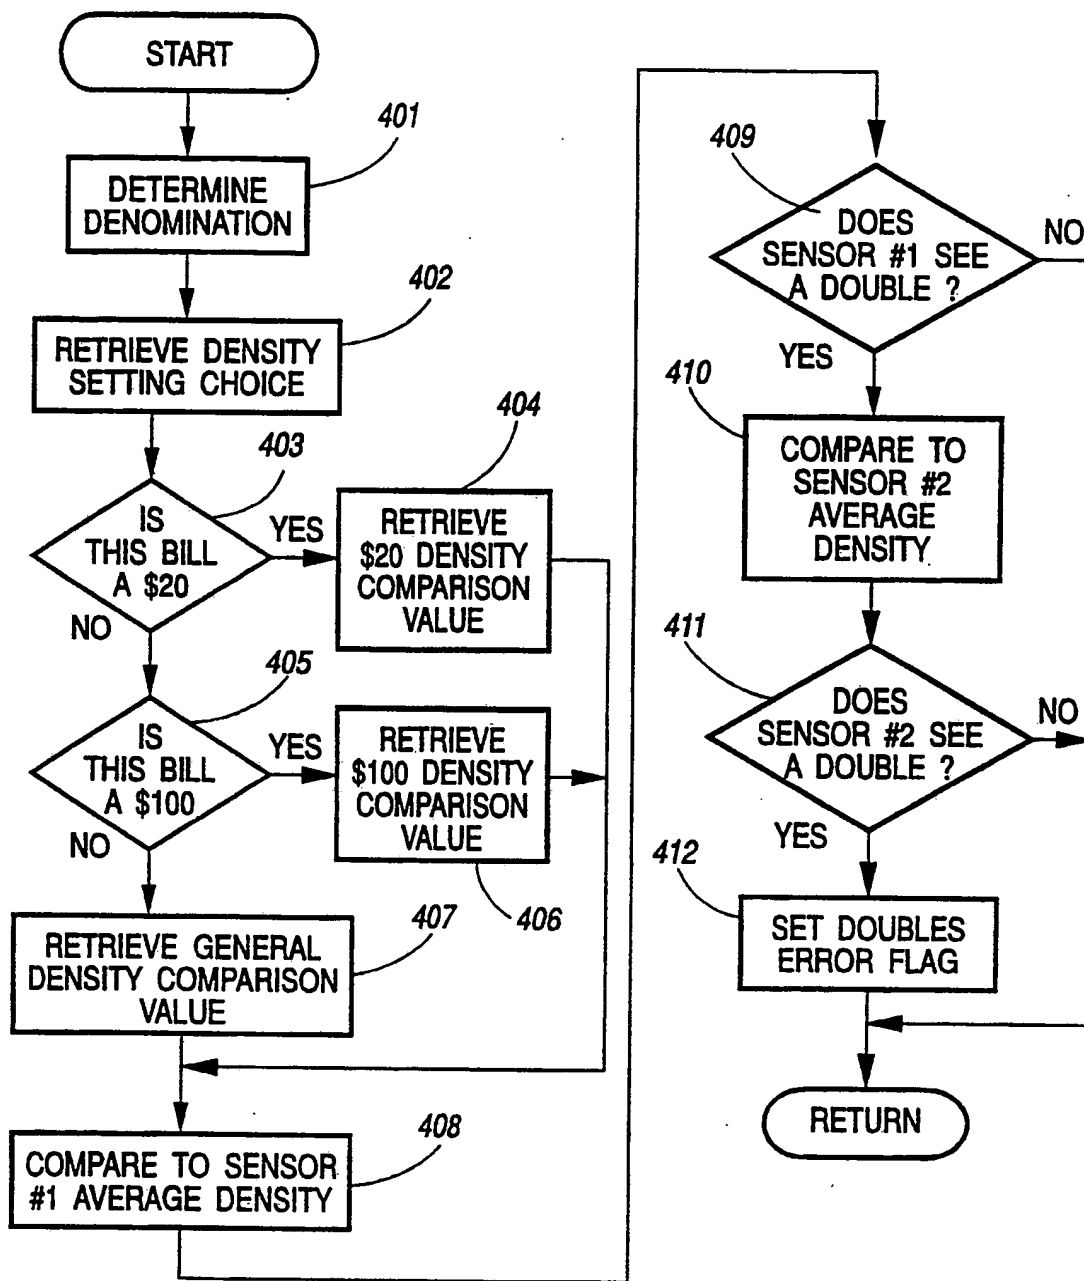 START
401
DETERMINE
DENOMINATION
402
RETRIEVE DENSITY
SETTING CHOICE
403
IS
THIS BILL
A $20
YES
NO
404
RETRIEVE
$20 DENSITY
COMPARISON
VALUE
405
IS
THIS BILL
A $100
YES
NO
RETRIEVE
$100 DENSITY
COMPARISON
VALUE
406
407
RETRIEVE GENERAL
DENSITY COMPARISON
VALUE
408
COMPARE TO SENSOR
#1 AVERAGE DENSITY
409
DOES
SENSOR #1 SEE
A DOUBLE ?
NO
YES
410
COMPARE TO
SENSOR #2
AVERAGE
DENSITY
411
DOES
SENSOR #2 SEE
A DOUBLE ?
NO
YES
412
SET DOUBLES
ERROR FLAG
RETURN